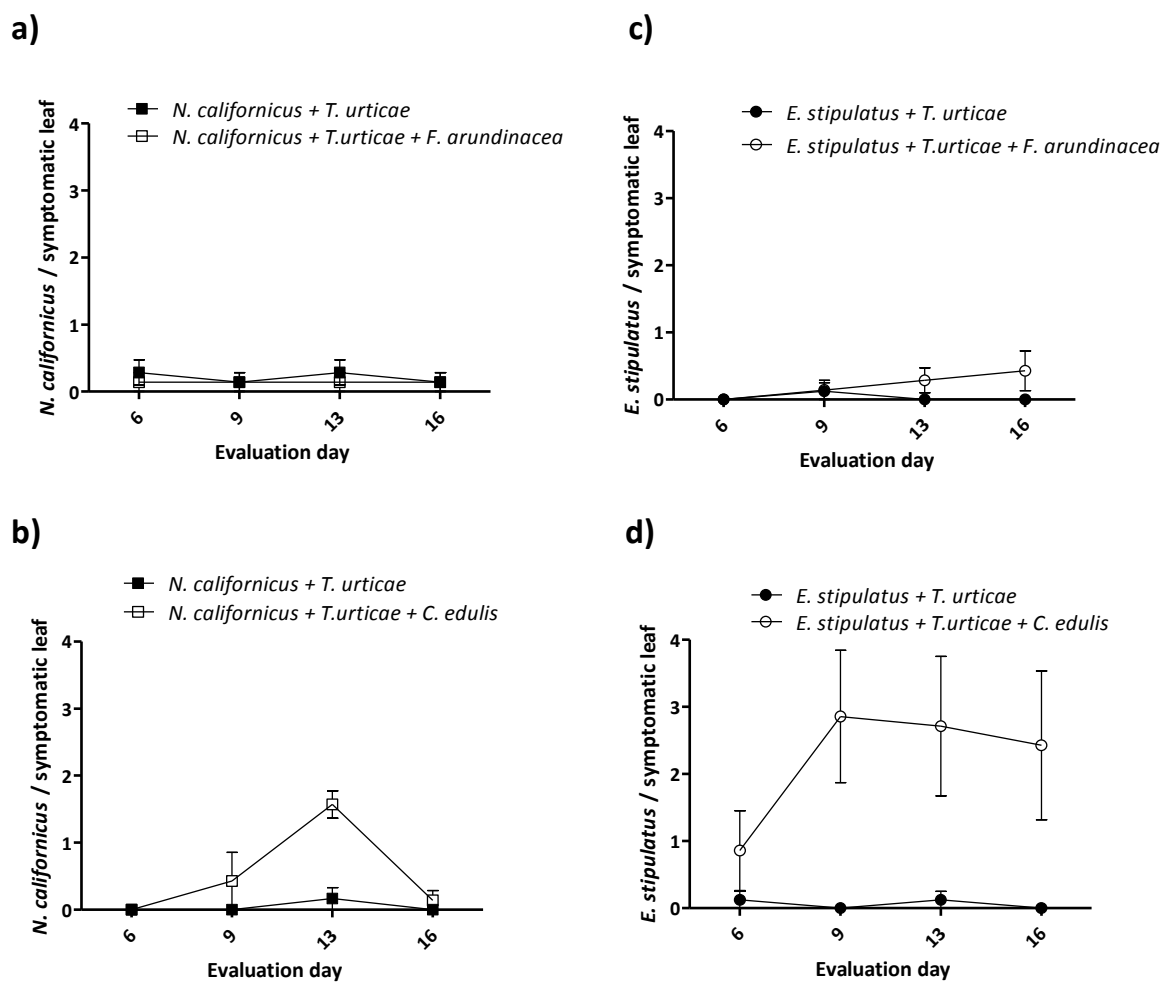 a)
N. californicus + T. urticae
N. californicus + T.urticae + F. arundinacea
N. californicus / symptomatic leaf
4
3
2
1
0
6
9
13
16
Evaluation day
c)
E. stipulatus + T. urticae
E. stipulatus + T.urticae + F. arundinacea
E. stipulatus / symptomatic leaf
4
3
2
1
0
6
9
13
16
Evaluation day
b)
N. californicus + T. urticae
N. californicus + T.urticae + C. edulis
N. californicus / symptomatic leaf
4
3
2
1
0
6
9
13
16
Evaluation day
d)
E. stipulatus + T. urticae
E. stipulatus + T.urticae + C. edulis
E. stipulatus / symptomatic leaf
4
3
2
1
0
6
9
13
16
Evaluation day